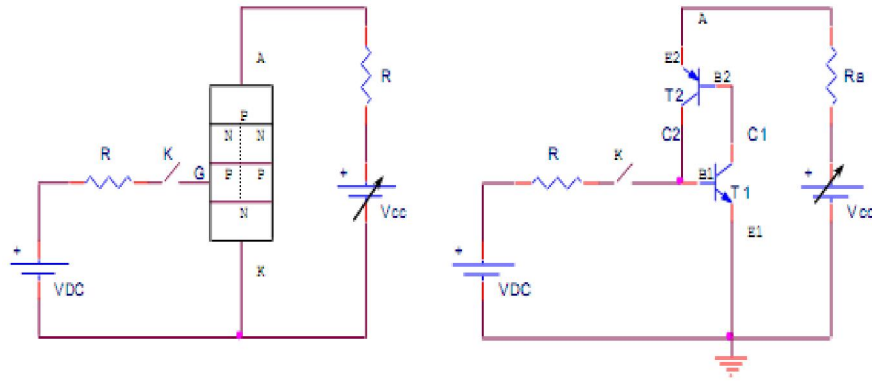 A
R
P
N N
R K G P P
N
+
Vcc
+
VDC
K
A
E2
B2
T2
Ra
C2 C1
R K B1
T1
+
Vcc
E1
+
VDC